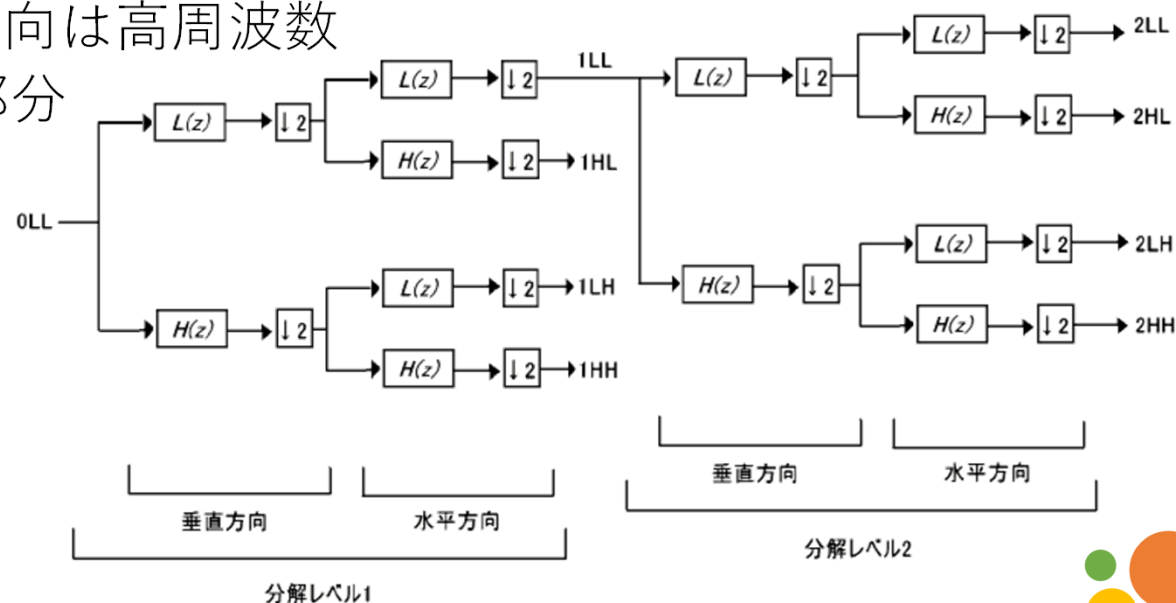 向は高周波数
部分
0LL
L(z)
↓2
L(z)
↓2
1LL
H(z)
↓2
1HL
H(z)
↓2
L(z)
↓2
1LH
H(z)
↓2
1HH
L(z)
↓2
L(z)
↓2
2LL
H(z)
↓2
2HL
H(z)
↓2
L(z)
↓2
2LH
H(z)
↓2
2HH
垂直方向
水平方向
分解レベル1
垂直方向
水平方向
分解レベル2